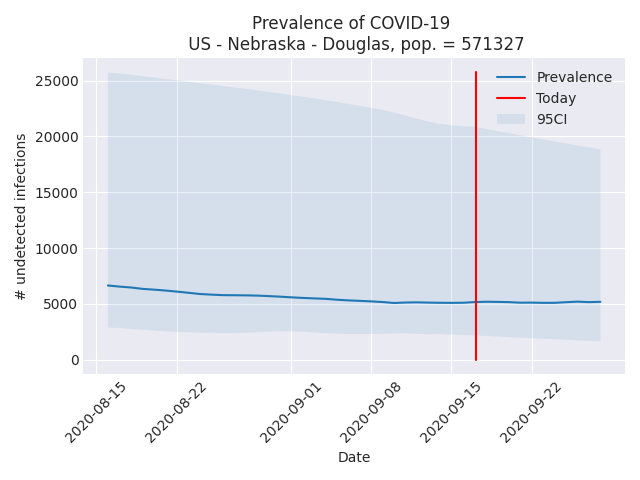 Prevalence of COVID-19
US - Nebraska - Douglas, pop. = 571327
Prevalence
Today
95CI
25000
20000
15000
10000
5000
0
# undetected infections
2020-08-15
2020-08-22
2020-09-01
2020-09-08
2020-09-15
2020-09-22
Date